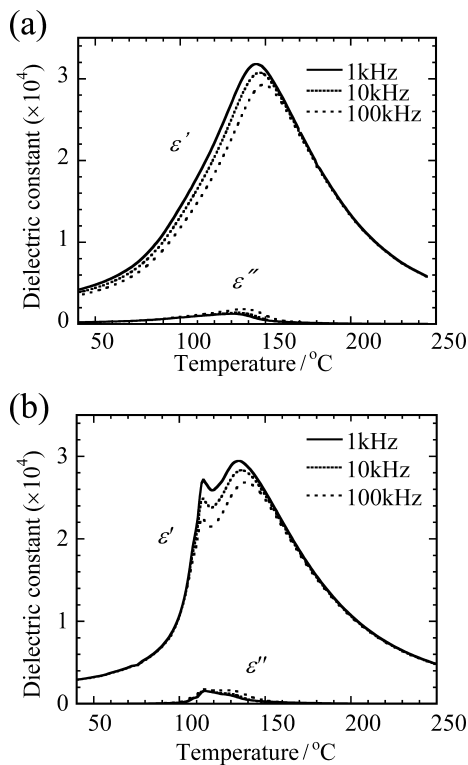 (a)
Dielectric constant (×10⁴)
3
2
1
0
1kHz
10kHz
100kHz
ε′
ε″
50
100
150
200
250
Temperature / °C
(b)
Dielectric constant (×10⁴)
3
2
1
0
1kHz
10kHz
100kHz
ε′
ε″
50
100
150
200
250
Temperature / °C